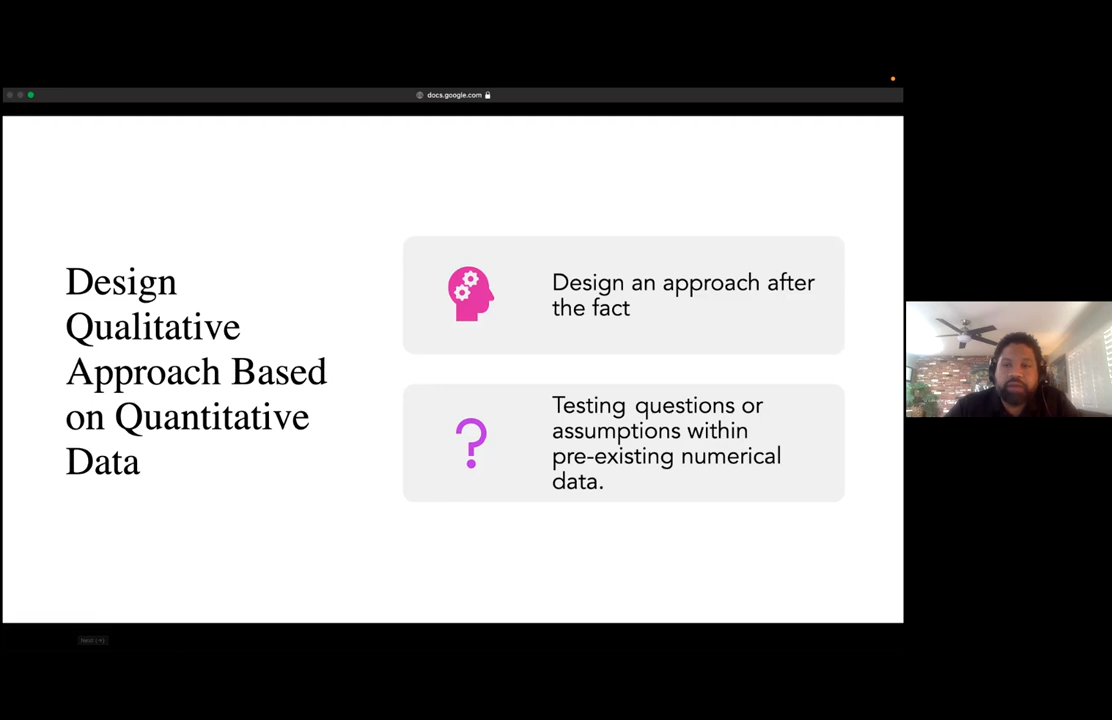 docs.google.com
Design
Qualitative
Approach Based
on Quantitative
Data
Design an approach after
the fact
Testing questions or
assumptions within
pre-existing numerical
data.